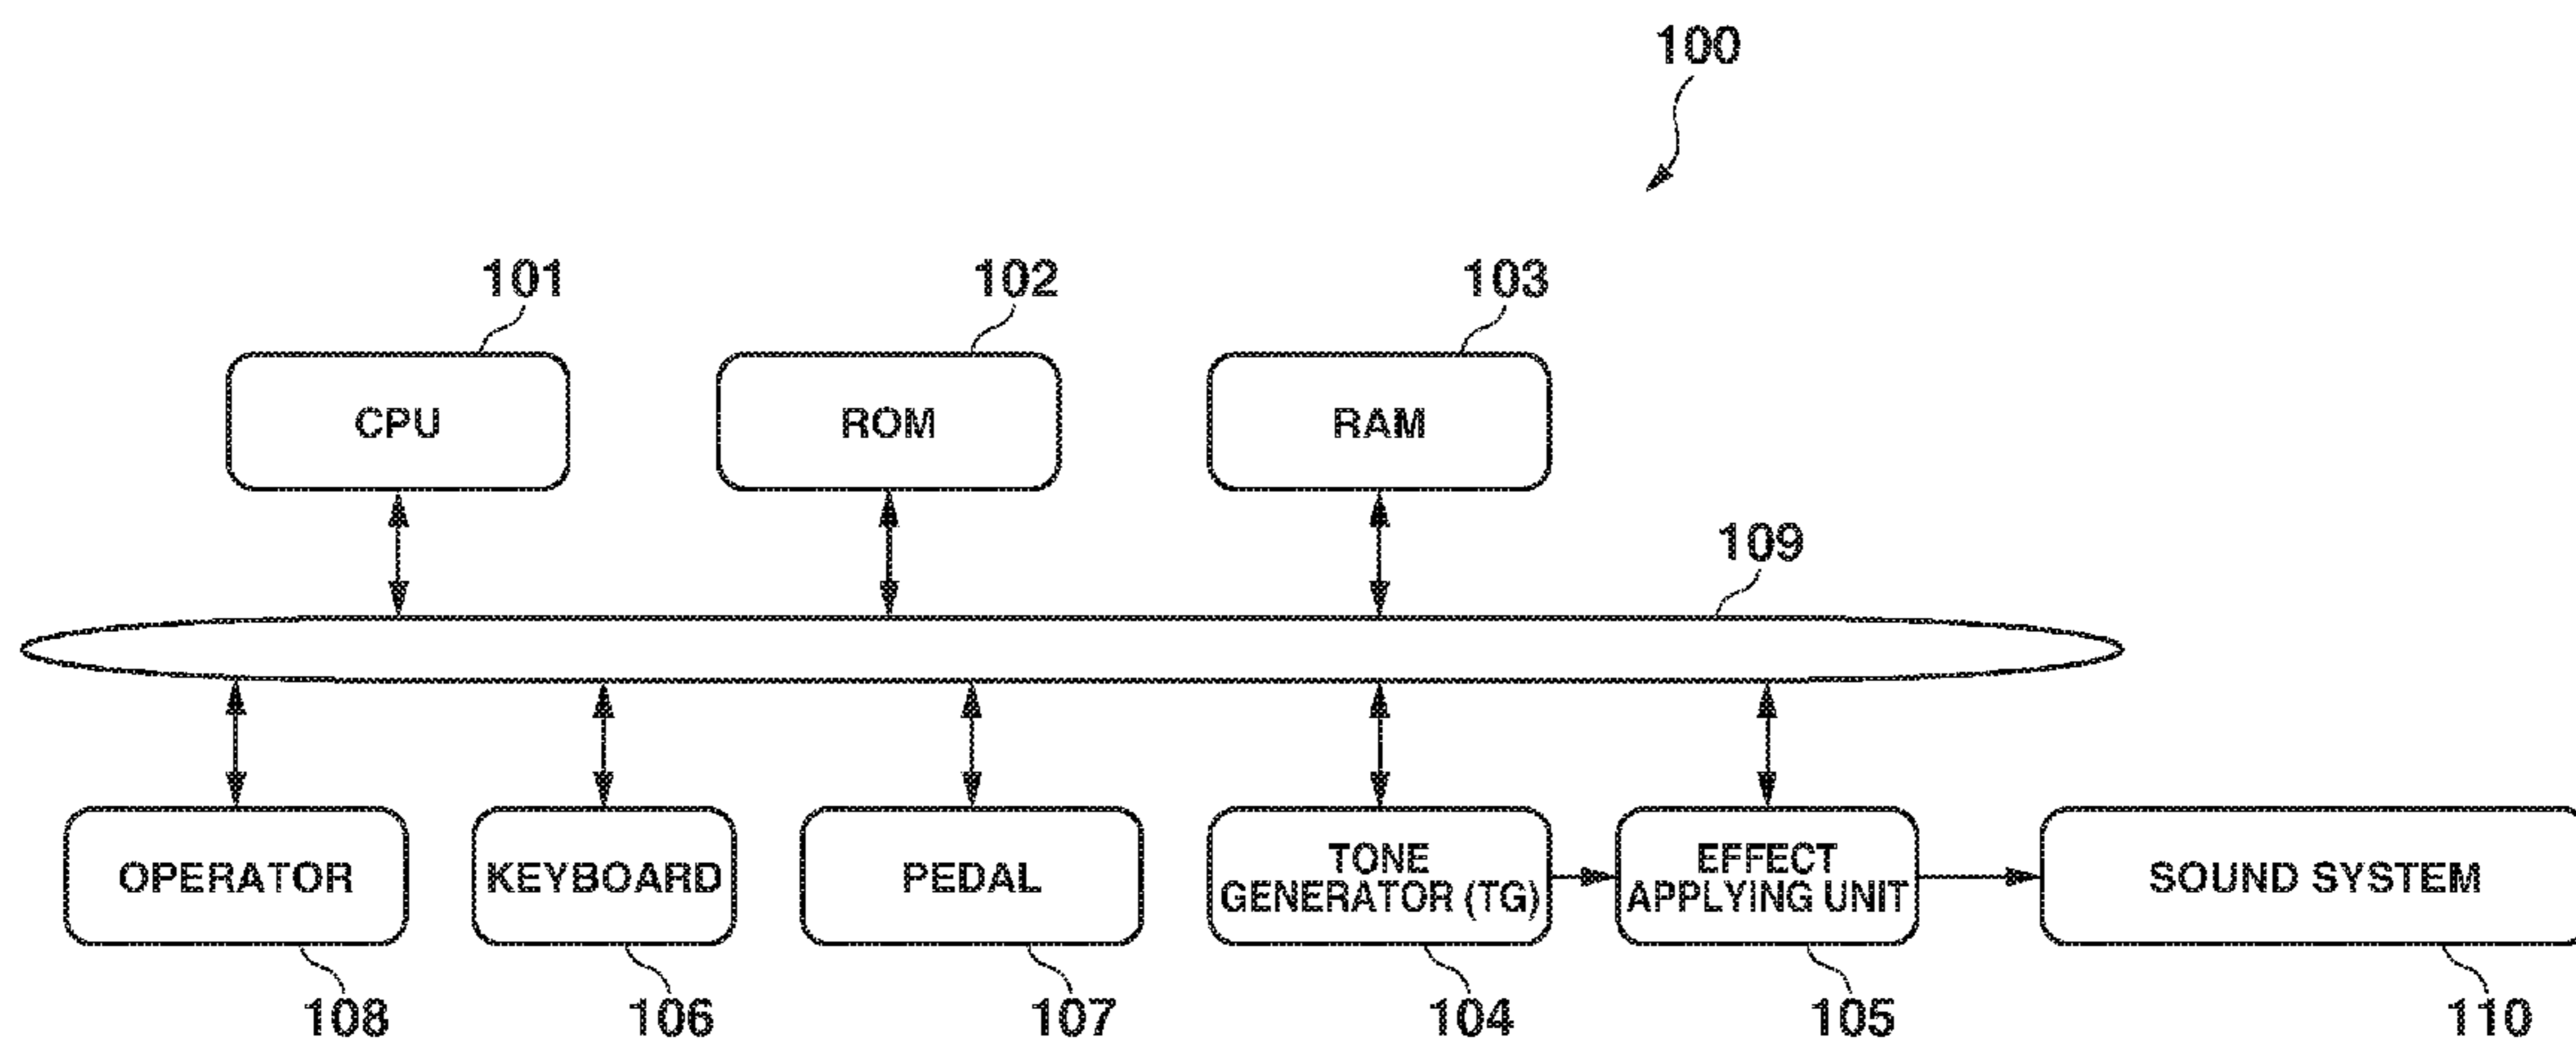 100
101
102
103
CPU
ROM
RAM
109
OPERATOR
KEYBOARD
PEDAL
TONE
GENERATOR (TG)
EFFECT
APPLYING UNIT
SOUND SYSTEM
108
106
107
104
105
110